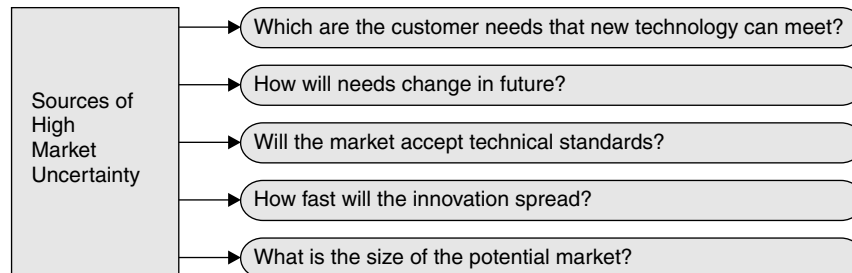 Sources of
High
Market
Uncertainty
Which are the customer needs that new technology can meet?
How will needs change in future?
Will the market accept technical standards?
How fast will the innovation spread?
What is the size of the potential market?